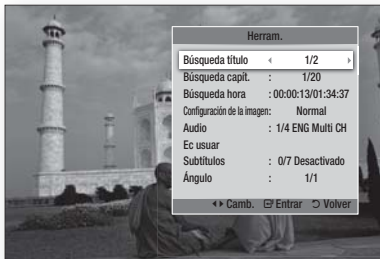 Herram.
Búsqueda título ◂ 1/2 ▸
Búsqueda capít. : 1/20
Búsqueda hora : 00:00:13/01:34:37
Configuración de la imagen: Normal
Audio : 1/4 ENG Multi CH
Ec usuar
Subtítulos : 0/7 Desactivado
Ángulo : 1/1
◂▸ Camb. Entrar Volver